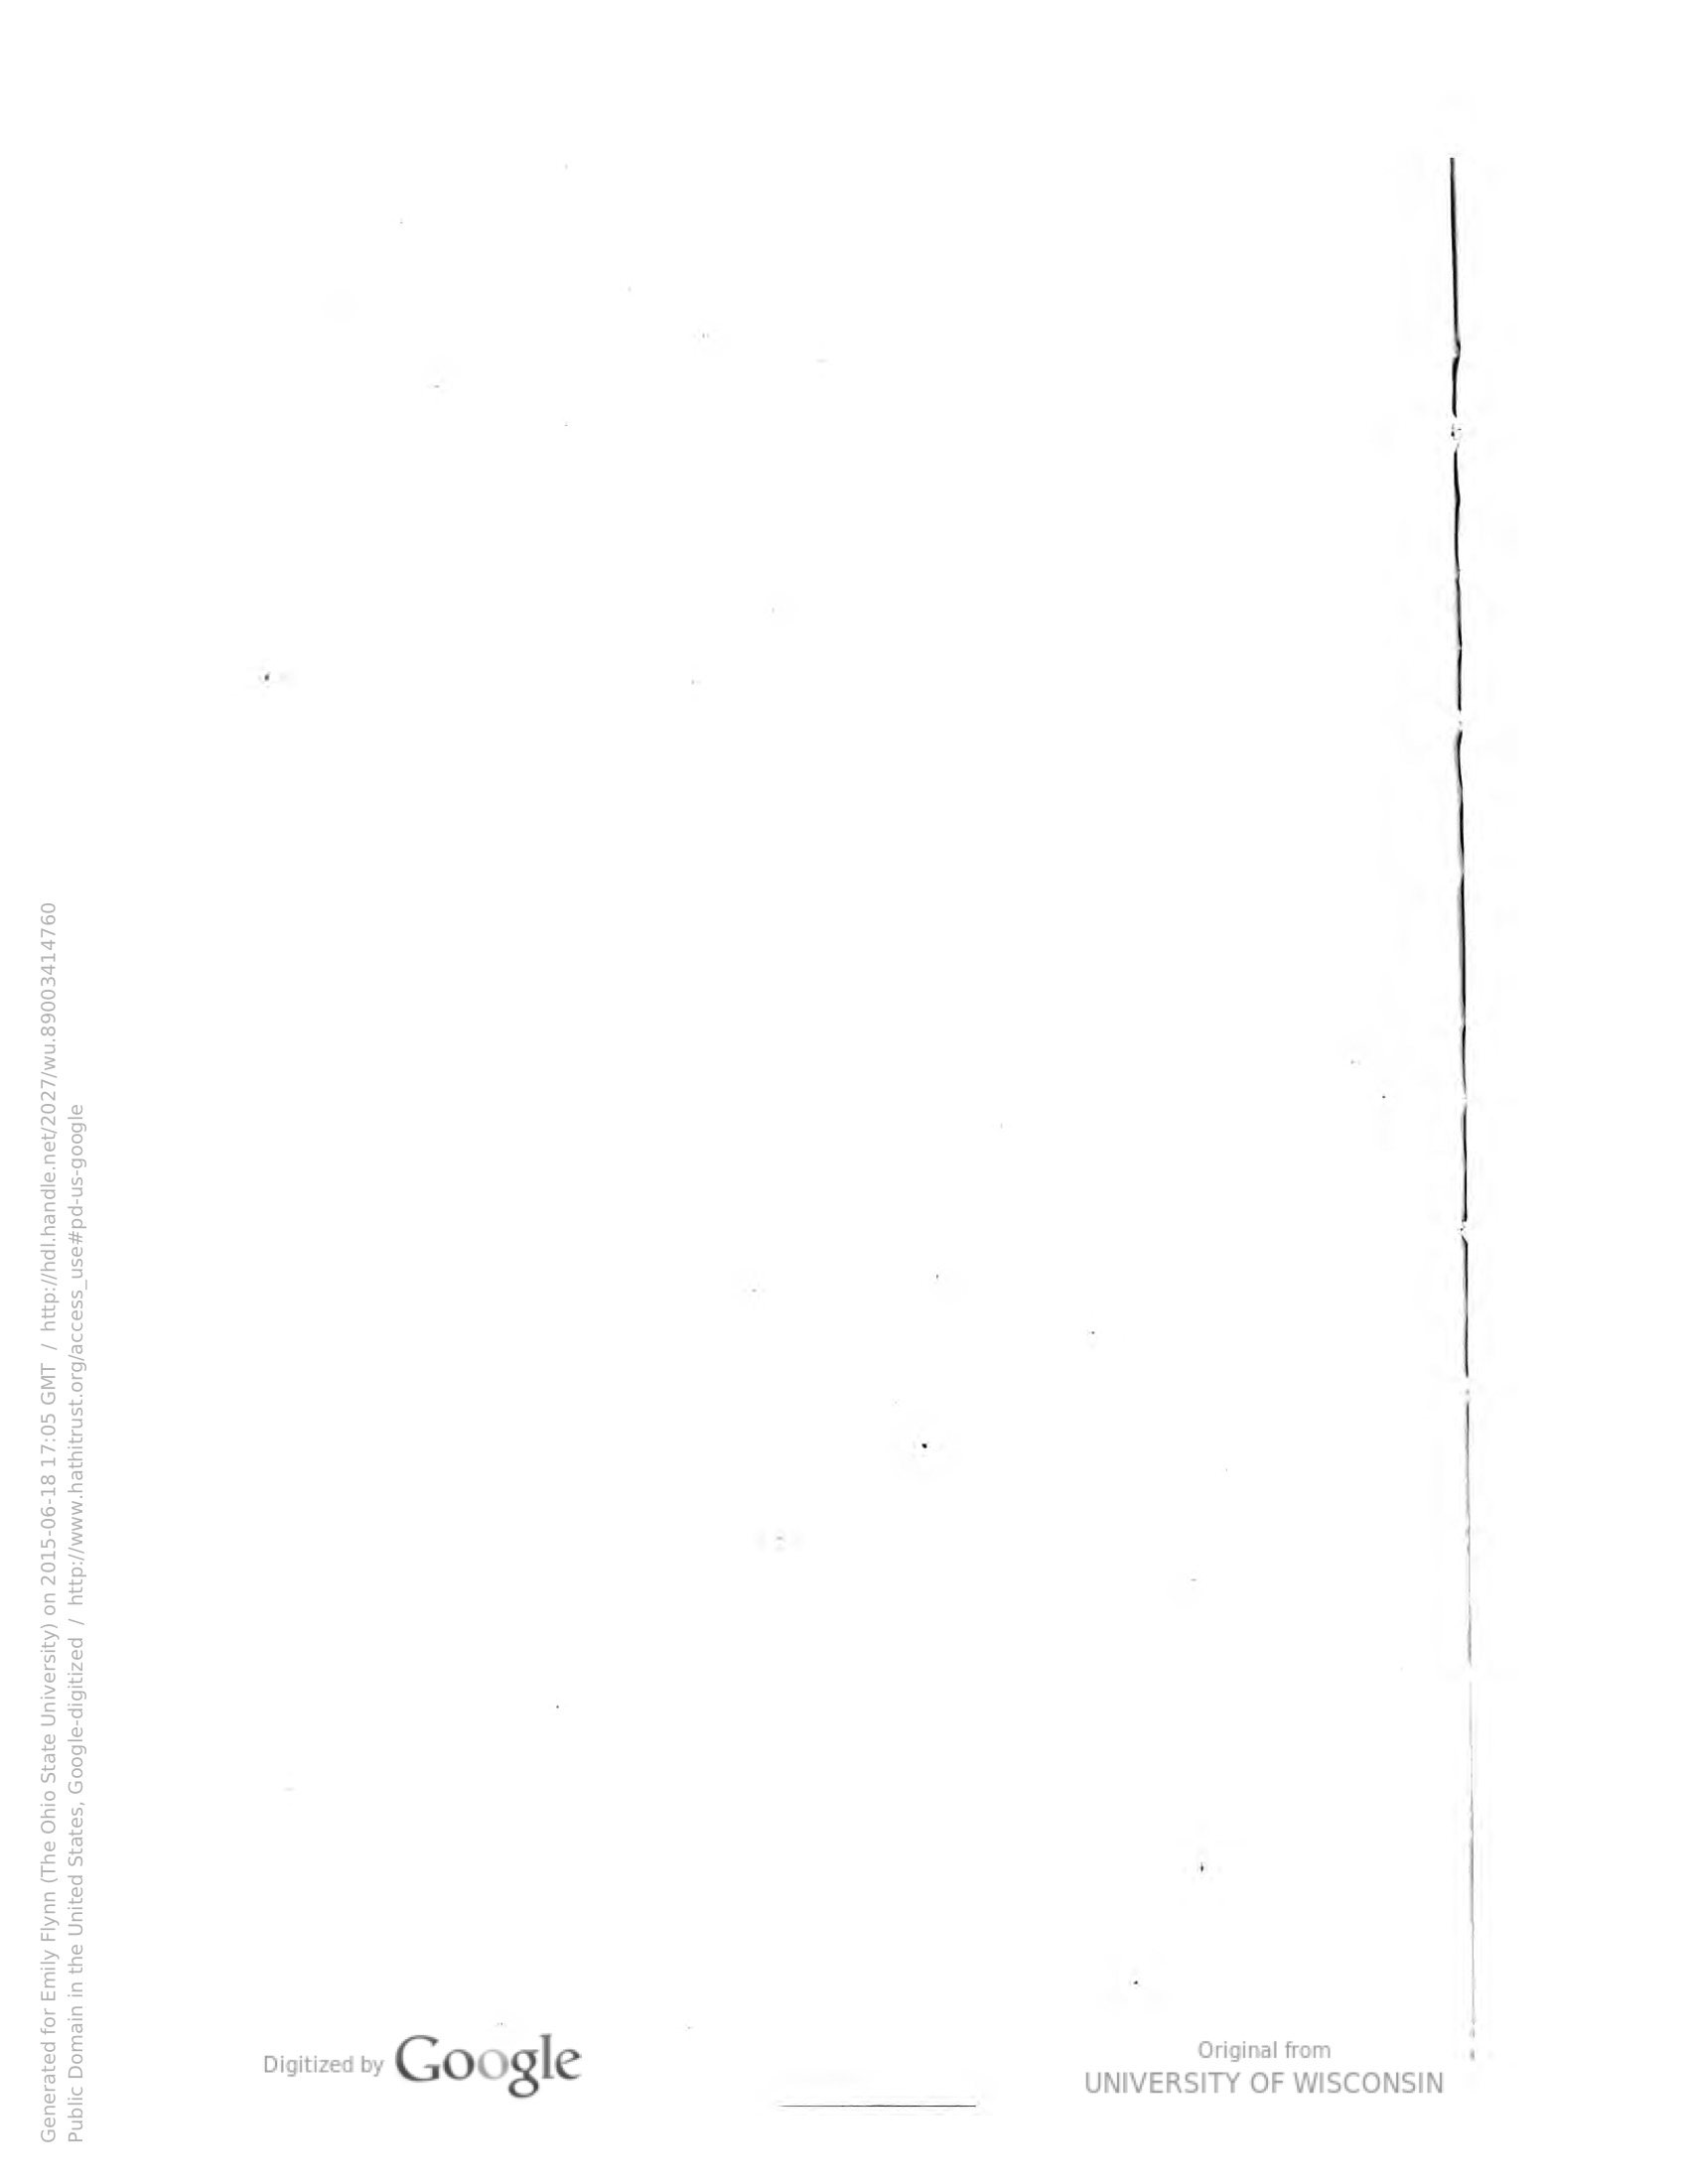 Generated for Emily Flynn (The Ohio State University) on 2015-06-18 17:05 GMT / http://hdl.handle.net/2027/wu.89003414760
Public Domain in the United States, Google-digitized / http://www.hathitrust.org/access_use#pd-us-google
Digitized by Google
Original from
UNIVERSITY OF WISCONSIN